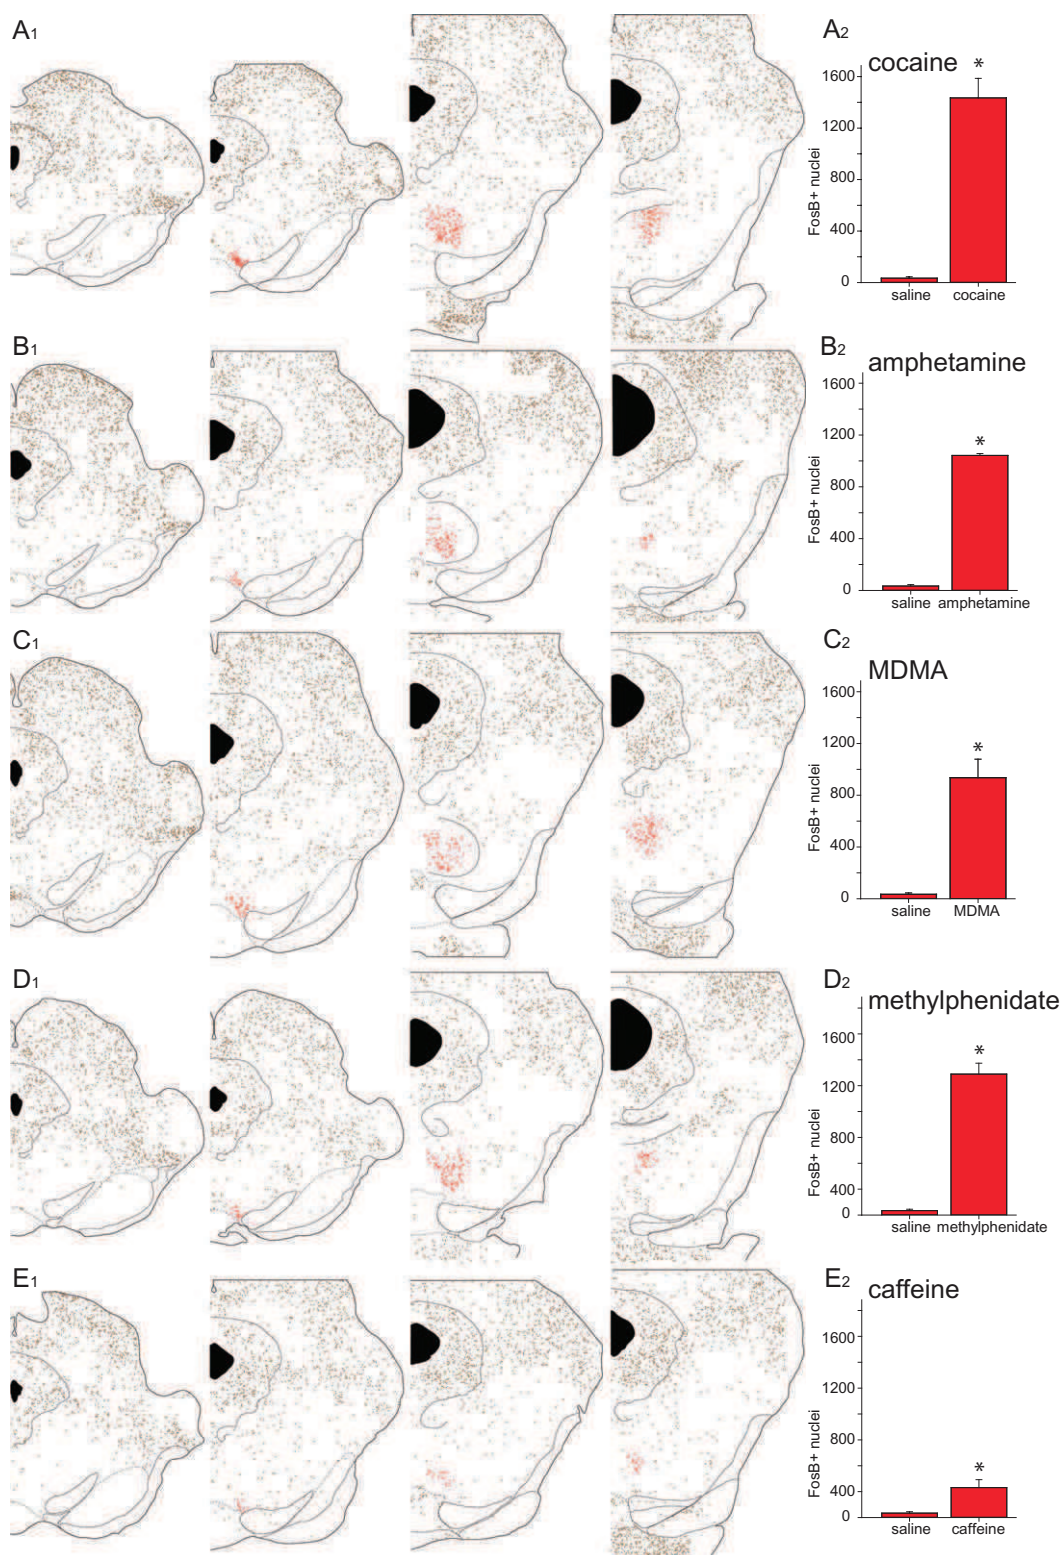 A1
A2
cocaine
*
1600
1200
800
400
0
FosB+ nuclei
saline cocaine
B1
B2
amphetamine
*
1600
1200
800
400
0
FosB+ nuclei
saline amphetamine
C1
C2
MDMA
*
1600
1200
800
400
0
FosB+ nuclei
saline MDMA
D1
D2
methylphenidate
*
1600
1200
800
400
0
FosB+ nuclei
saline methylphenidate
E1
E2
caffeine
*
1600
1200
800
400
0
FosB+ nuclei
saline caffeine